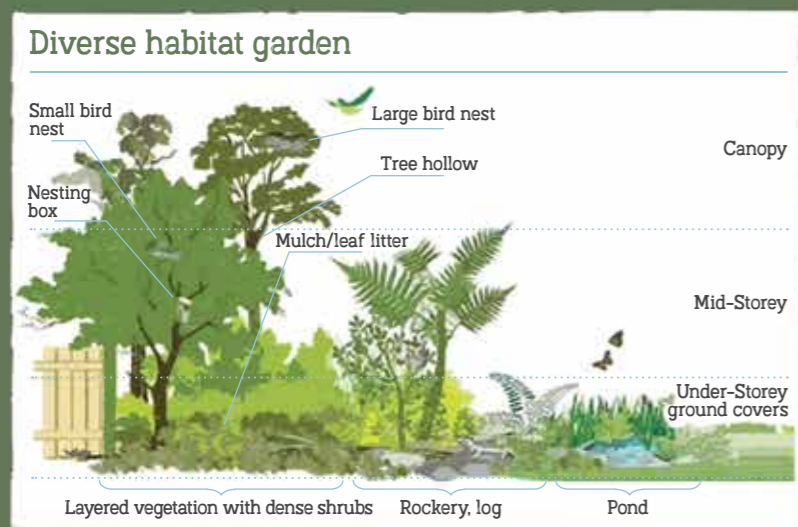 Diverse habitat garden
Small bird
nest
Large bird nest
Canopy
Tree hollow
Nesting
box
Mulch/leaf litter
Mid-Storey
Under-Storey
ground covers
Layered vegetation with dense shrubs
Rockery, log
Pond